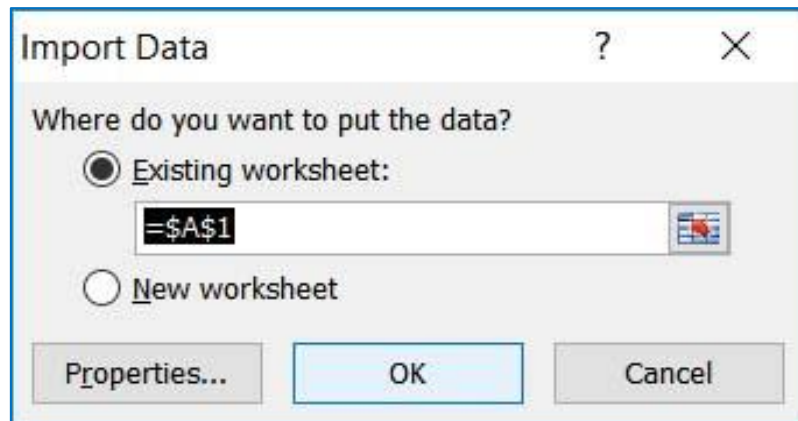 Import Data ?
Where do you want to put the data?
Existing worksheet:
=$A$1
New worksheet
Properties... OK Cancel